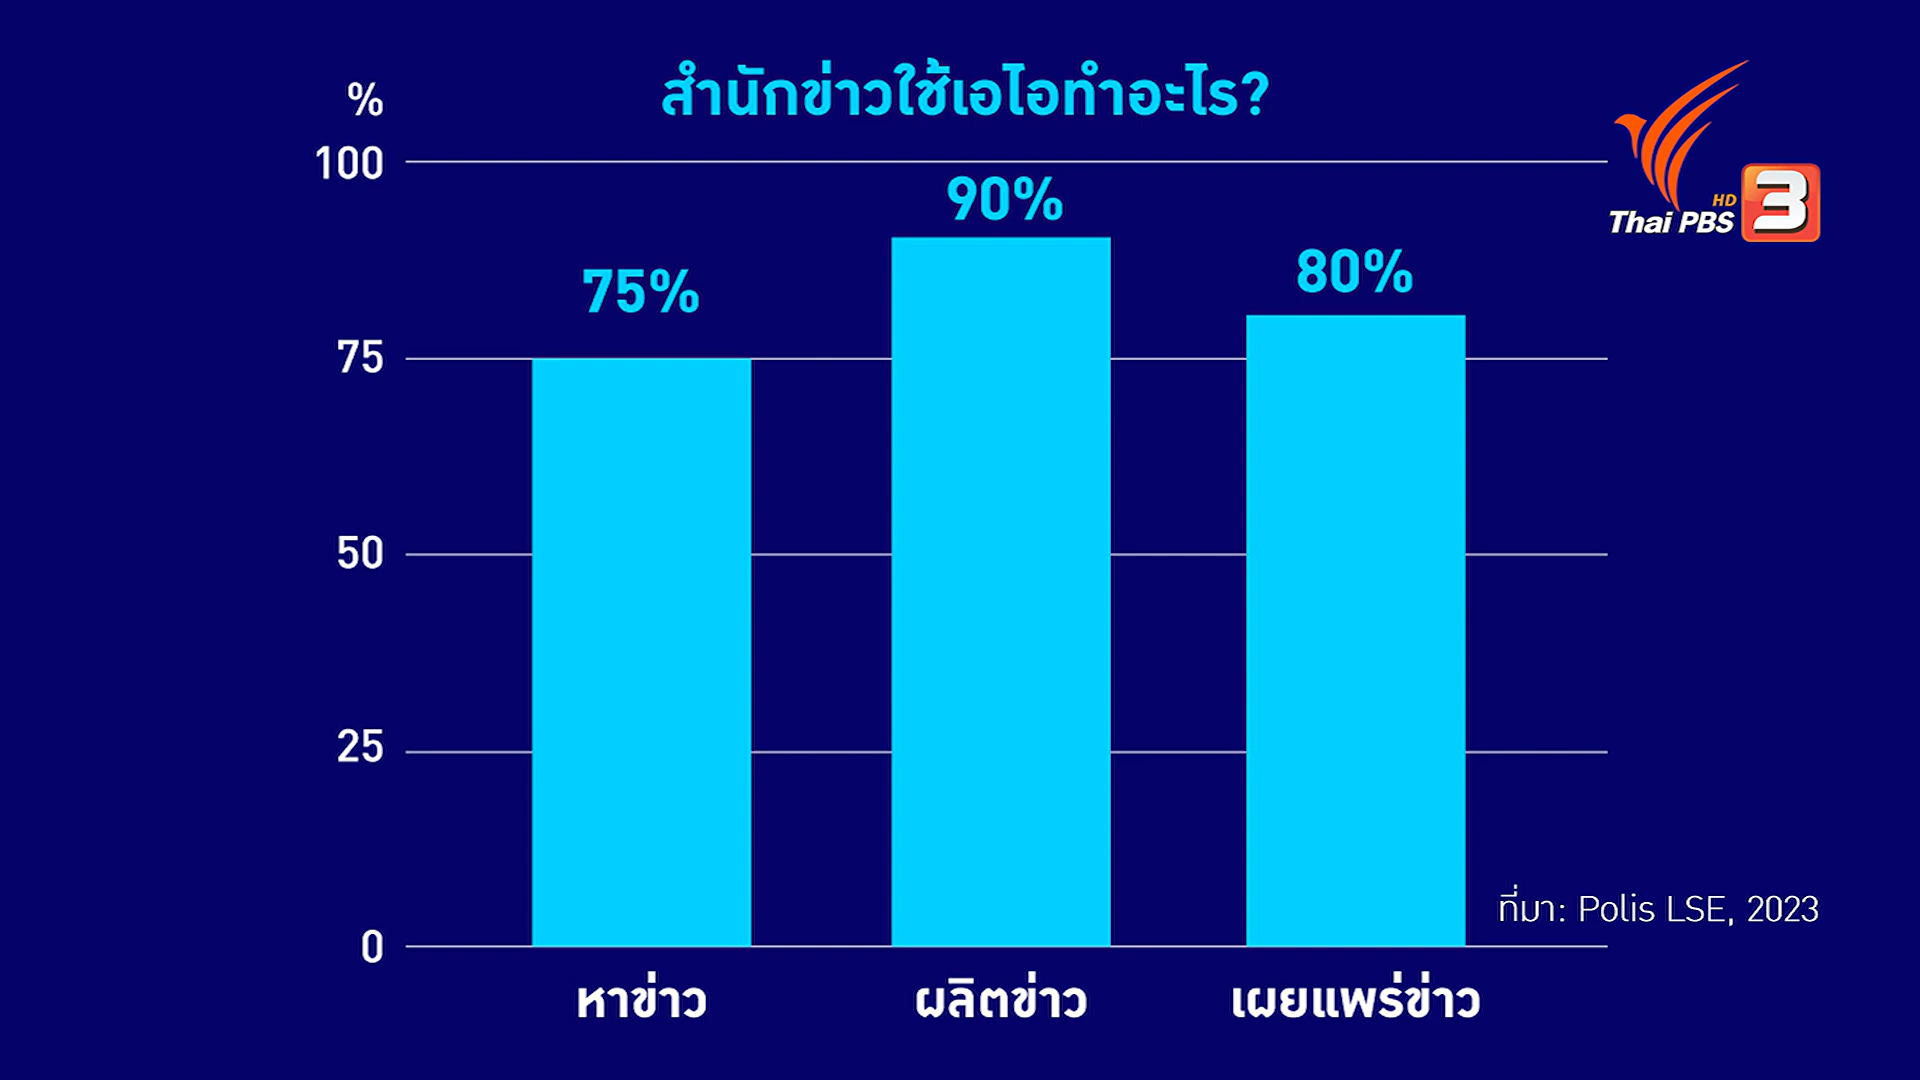 สำนักข่าวใช้เอไอทำอะไร?
%
100
75
50
25
0
75%
90%
80%
หาข่าว
ผลิตข่าว
เผยแพร่ข่าว
ที่มา: Polis LSE, 2023
HD
Thai PBS 3